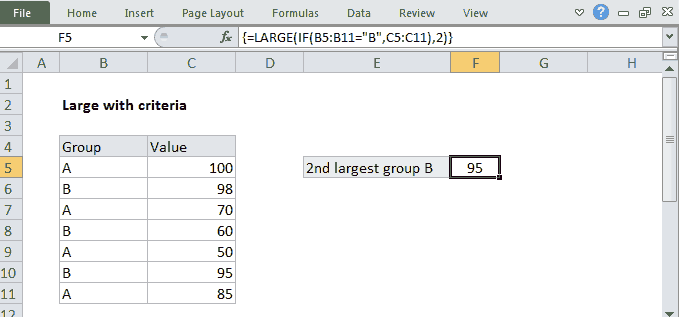 File Home Insert Page Layout Formulas Data Review View
F5 fx {=LARGE(IF(B5:B11="B",C5:C11),2)}
A B C D E F G H
1
2 Large with criteria
3
4 Group Value
5 A 100 2nd largest group B 95
6 B 98
7 A 70
8 B 60
9 A 50
10 B 95
11 A 85
12